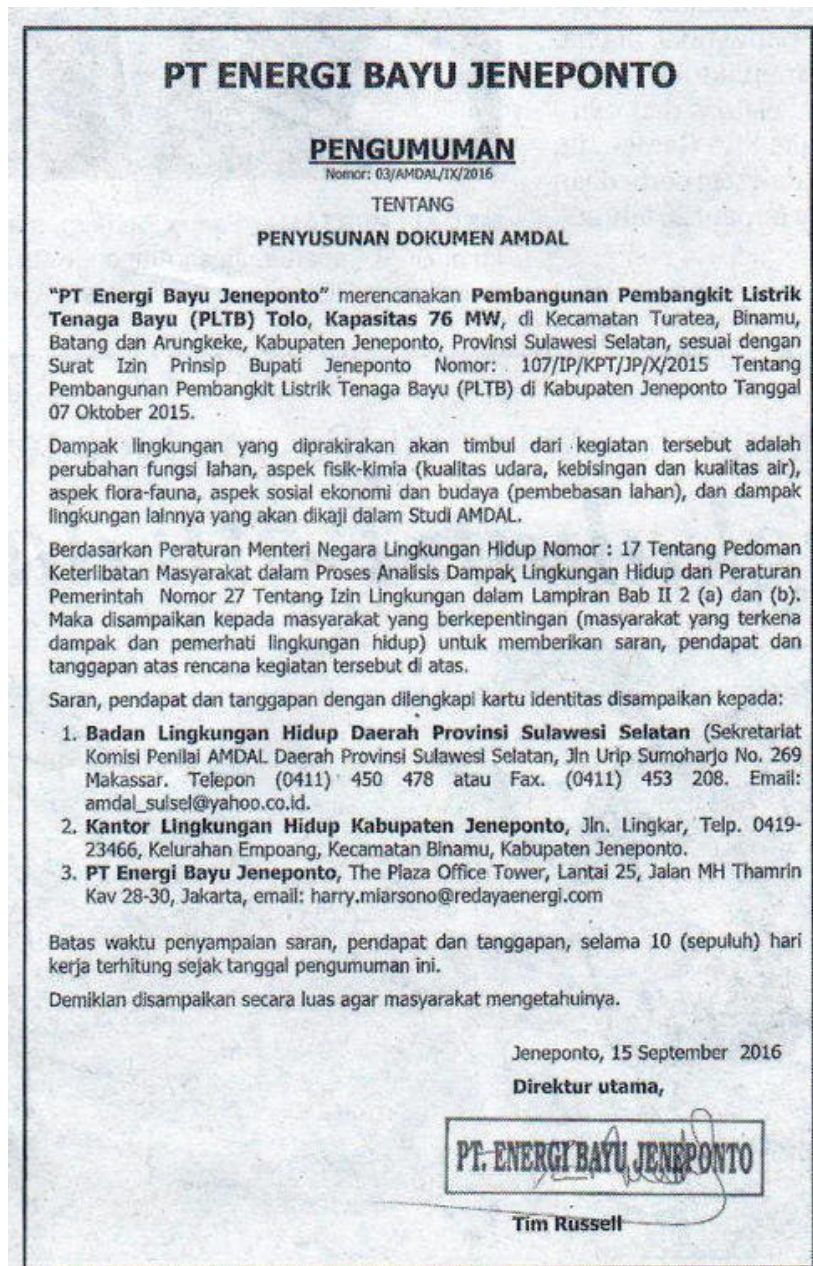 PT ENERGI BAYU JENEPONTO
PENGUMUMAN
Nomor: 03/AMDAL/IX/2016
TENTANG
PENYUSUNAN DOKUMEN AMDAL
"PT Energi Bayu Jeneponto" merencanakan Pembangunan Pembangkit Listrik
Tenaga Bayu (PLTB) Tolo, Kapasitas 76 MW, di Kecamatan Turatea, Binamu,
Batang dan Arungkeke, Kabupaten Jeneponto, Provinsi Sulawesi Selatan, sesuai dengan
Surat Izin Prinsip Bupati Jeneponto Nomor: 107/IP/KPT/JP/X/2015 Tentang
Pembangunan Pembangkit Listrik Tenaga Bayu (PLTB) di Kabupaten Jeneponto Tanggal
07 Oktober 2015.
Dampak lingkungan yang diprakirakan akan timbul dari kegiatan tersebut adalah
perubahan fungsi lahan, aspek fisik-kimia (kualitas udara, kebisingan dan kualitas air),
aspek flora-fauna, aspek sosial ekonomi dan budaya (pembebasan lahan), dan dampak
lingkungan lainnya yang akan dikaji dalam Studi AMDAL.
Berdasarkan Peraturan Menteri Negara Lingkungan Hidup Nomor : 17 Tentang Pedoman
Keterlibatan Masyarakat dalam Proses Analisis Dampak Lingkungan Hidup dan Peraturan
Pemerintah Nomor 27 Tentang Izin Lingkungan dalam Lampiran Bab II 2 (a) dan (b).
Maka disampaikan kepada masyarakat yang berkepentingan (masyarakat yang terkena
dampak dan pemerhati lingkungan hidup) untuk memberikan saran, pendapat dan
tanggapan atas rencana kegiatan tersebut di atas.
Saran, pendapat dan tanggapan dengan dilengkapi kartu identitas disampaikan kepada:
1. Badan Lingkungan Hidup Daerah Provinsi Sulawesi Selatan (Sekretariat
Komisi Penilai AMDAL Daerah Provinsi Sulawesi Selatan, Jln Urip Sumoharjo No. 269
Makassar. Telepon (0411) 450 478 atau Fax. (0411) 453 208. Email:
amdal_sulsel@yahoo.co.id.
2. Kantor Lingkungan Hidup Kabupaten Jeneponto, Jln. Lingkar, Telp. 0419-
23466, Kelurahan Empoang, Kecamatan Binamu, Kabupaten Jeneponto.
3. PT Energi Bayu Jeneponto, The Plaza Office Tower, Lantai 25, Jalan MH Thamrin
Kav 28-30, Jakarta, email: harry.miarsono@redayaenergi.com
Batas waktu penyampaian saran, pendapat dan tanggapan, selama 10 (sepuluh) hari
kerja terhitung sejak tanggal pengumuman ini.
Demikian disampaikan secara luas agar masyarakat mengetahuinya.
Jeneponto, 15 September 2016
Direktur utama,
PT. ENERGI BAYU JENEPONTO
Tim Russell